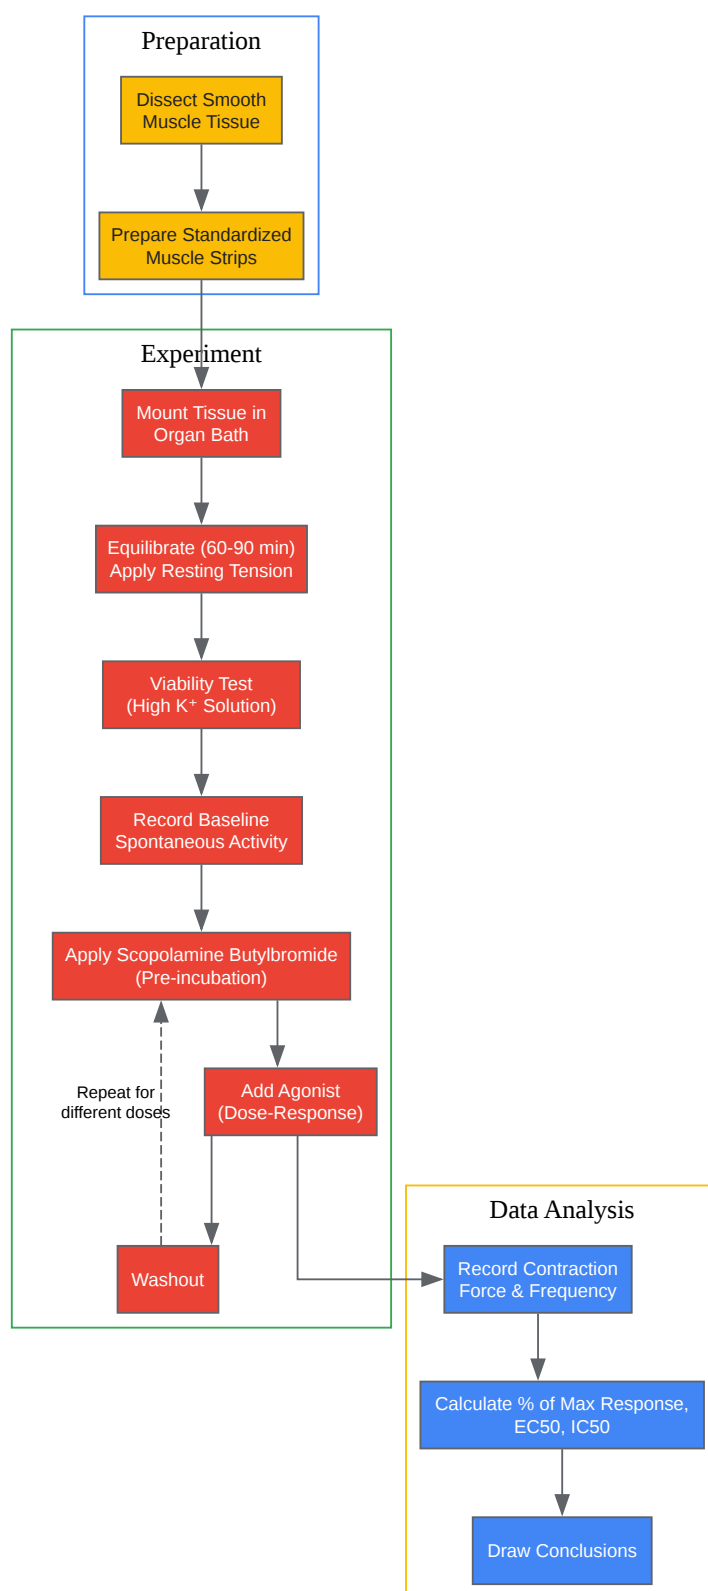 Preparation
Dissect Smooth
Muscle Tissue
Prepare Standardized
Muscle Strips
Experiment
Mount Tissue in
Organ Bath
Equilibrate (60-90 min)
Apply Resting Tension
Viability Test
(High K⁺ Solution)
Record Baseline
Spontaneous Activity
Apply Scopolamine Butylbromide
(Pre-incubation)
Repeat for
different doses
Add Agonist
(Dose-Response)
Washout
Data Analysis
Record Contraction
Force & Frequency
Calculate % of Max Response,
EC50, IC50
Draw Conclusions